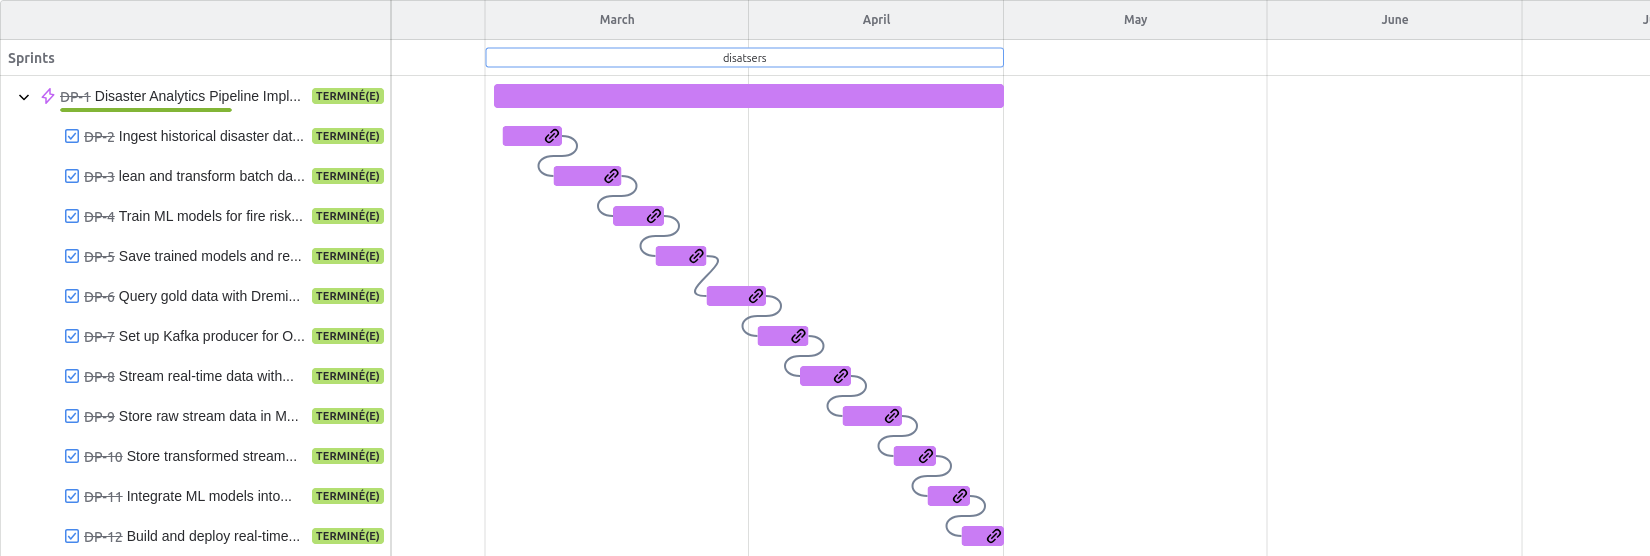 March April May June J
Sprints
disatsers
DP-1 Disaster Analytics Pipeline Impl... TERMINÉ(E)
DP-2 Ingest historical disaster dat... TERMINÉ(E)
DP-3 lean and transform batch da... TERMINÉ(E)
DP-4 Train ML models for fire risk... TERMINÉ(E)
DP-5 Save trained models and re... TERMINÉ(E)
DP-6 Query gold data with Dremi... TERMINÉ(E)
DP-7 Set up Kafka producer for O... TERMINÉ(E)
DP-8 Stream real-time data with... TERMINÉ(E)
DP-9 Store raw stream data in M... TERMINÉ(E)
DP-10 Store transformed stream... TERMINÉ(E)
DP-11 Integrate ML models into... TERMINÉ(E)
DP-12 Build and deploy real-time... TERMINÉ(E)